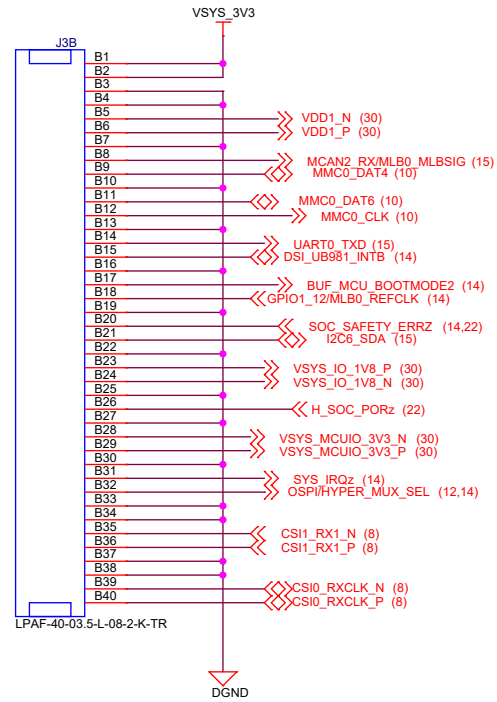 VSYS_3V3
J3B
B1
B2
B3
B4
B5 VDD1_N (30)
B6 VDD1_P (30)
B7
B8 MCAN2_RX/MLB0_MLBSIG (15)
B9 MMC0_DAT4 (10)
B10
B11 MMC0_DAT6 (10)
B12 MMC0_CLK (10)
B13
B14 UART0_TXD (15)
B15 DSI_UB981_INTB (14)
B16
B17 BUF_MCU_BOOTMODE2 (14)
B18 GPIO1_12/MLB0_REFCLK (14)
B19
B20 SOC_SAFETY_ERRZ (14,22)
B21 I2C6_SDA (15)
B22
B23 VSYS_IO_1V8_P (30)
B24 VSYS_IO_1V8_N (30)
B25
B26 H_SOC_PORz (22)
B27
B28 VSYS_MCUIO_3V3_N (30)
B29 VSYS_MCUIO_3V3_P (30)
B30
B31 SYS_IRQz (14)
B32 OSPI/HYPER_MUX_SEL (12,14)
B33
B34
B35 CSI1_RX1_N (8)
B36 CSI1_RX1_P (8)
B37
B38
B39 CSI0_RXCLK_N (8)
B40 CSI0_RXCLK_P (8)
LPAF-40-03.5-L-08-2-K-TR
DGND